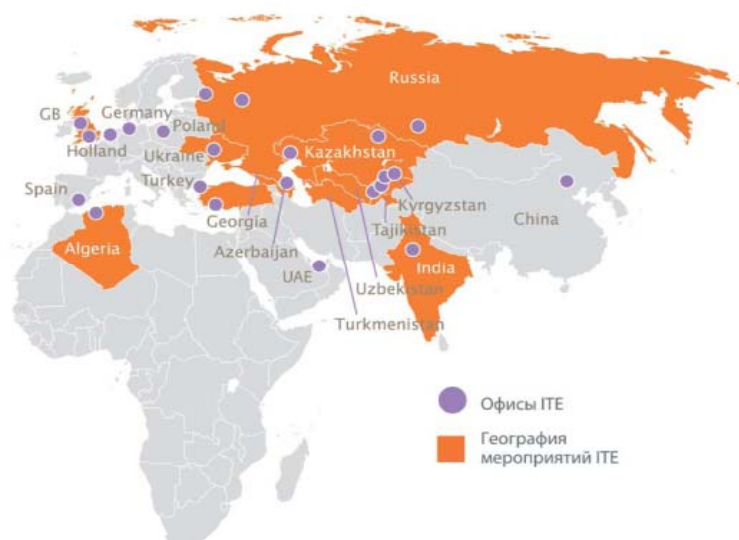 Russia
GB
Germany
Poland
Holland
Ukraine
Kazakhstan
Spain
Turkey
Kyrgyzstan
China
Georgia
Tajikistan
Algeria
Azerbaijan
India
UAE
Uzbekistan
Turkmenistan
Офисы ITE
География
мероприятий ITE